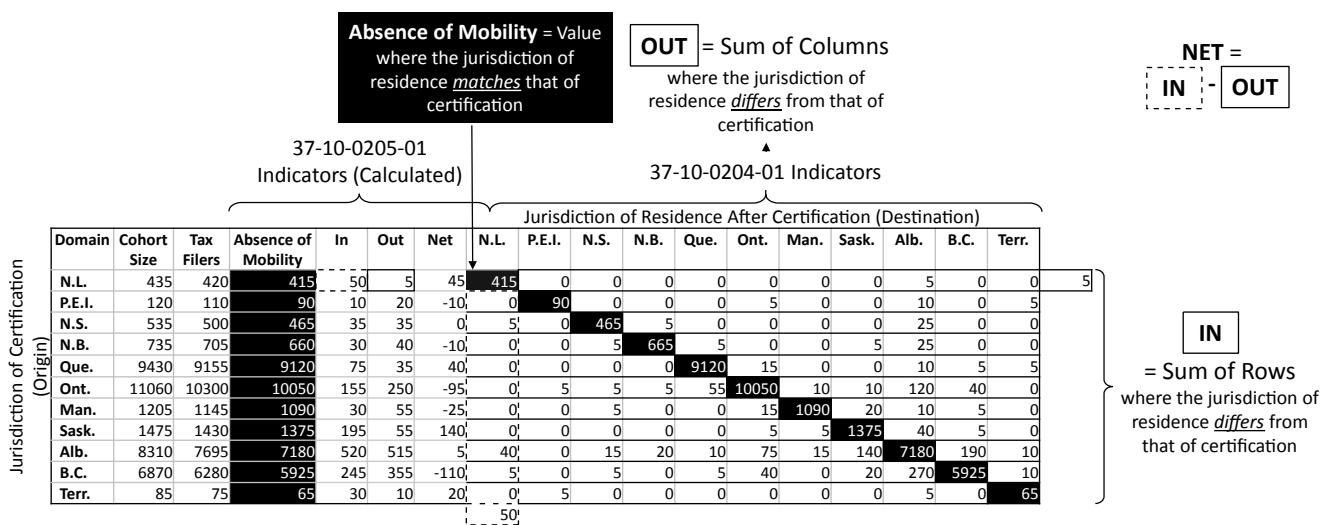 Absence of Mobility = Value
where the jurisdiction of
residence matches that of
certification
OUT = Sum of Columns
where the jurisdiction of
residence differs from that of
certification
NET =
IN - OUT
37-10-0205-01
Indicators (Calculated)
37-10-0204-01 Indicators
Jurisdiction of Residence After Certification (Destination)
Jurisdiction of Certification
(Origin)
Domain Cohort Size Tax Filers Absence of Mobility In Out Net N.L. P.E.I. N.S. N.B. Que. Ont. Man. Sask. Alb. B.C. Terr.
N.L. 435 420 415 50 5 45 415 0 0 0 0 0 0 0 5 0 0 5
P.E.I. 120 110 90 10 20 -10 0 90 0 0 0 5 0 0 10 0 5
N.S. 535 500 465 35 35 0 5 0 465 5 0 0 0 0 25 0 0
N.B. 735 705 660 30 40 -10 0 0 5 665 5 0 0 5 25 0 0
Que. 9430 9155 9120 75 35 40 0 0 0 0 9120 15 0 0 10 5 5
Ont. 11060 10300 10050 155 250 -95 0 5 5 5 55 10050 10 10 120 40 0
Man. 1205 1145 1090 30 55 -25 0 0 5 0 0 15 1090 20 10 5 0
Sask. 1475 1430 1375 195 55 140 0 0 0 0 0 5 5 1375 40 5 0
Alb. 8310 7695 7180 520 515 5 40 0 15 20 10 75 15 140 7180 190 10
B.C. 6870 6280 5925 245 355 -110 5 0 5 0 5 40 0 20 270 5925 10
Terr. 85 75 65 30 10 20 0 5 0 0 0 0 0 0 5 0 65
50
IN
= Sum of Rows
where the jurisdiction of
residence differs from
that of certification